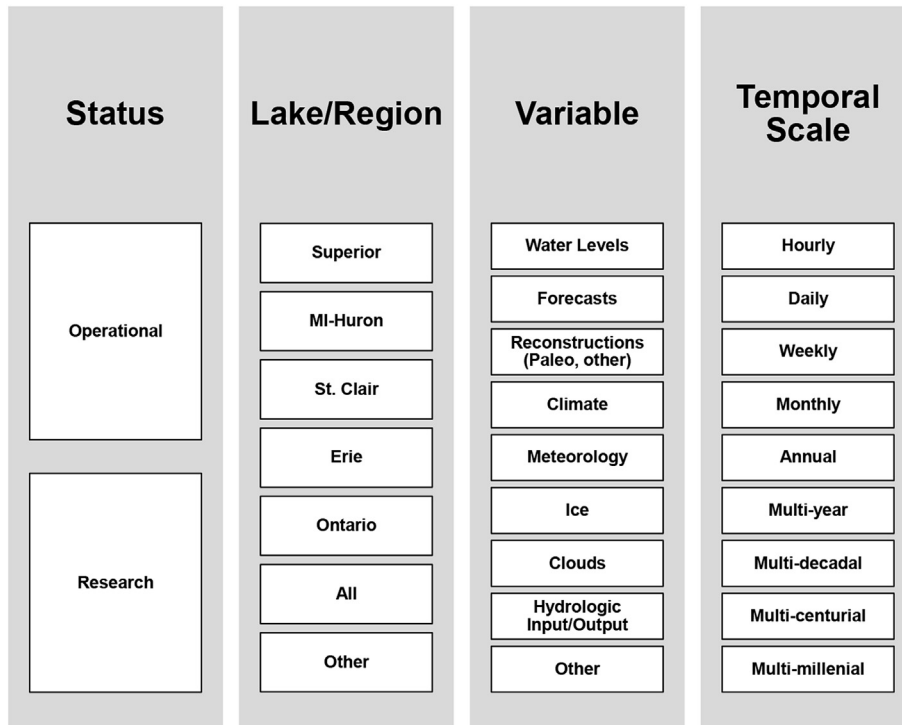 Status
Operational
Research
Lake/Region
Superior
MI-Huron
St. Clair
Erie
Ontario
All
Other
Variable
Water Levels
Forecasts
Reconstructions
(Paleo, other)
Climate
Meteorology
Ice
Clouds
Hydrologic
Input/Output
Other
Temporal
Scale
Hourly
Daily
Weekly
Monthly
Annual
Multi-year
Multi-decadal
Multi-centurial
Multi-millenial